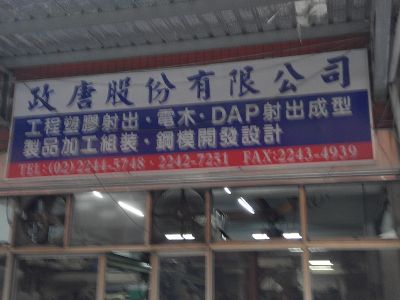 政唐股份有限公司
工程塑膠射出·電木·DAP射出成型
製品加工組裝、鋼模開發設計
TEL:(02)2244-3748·2242-7231 FAX:2243-4939